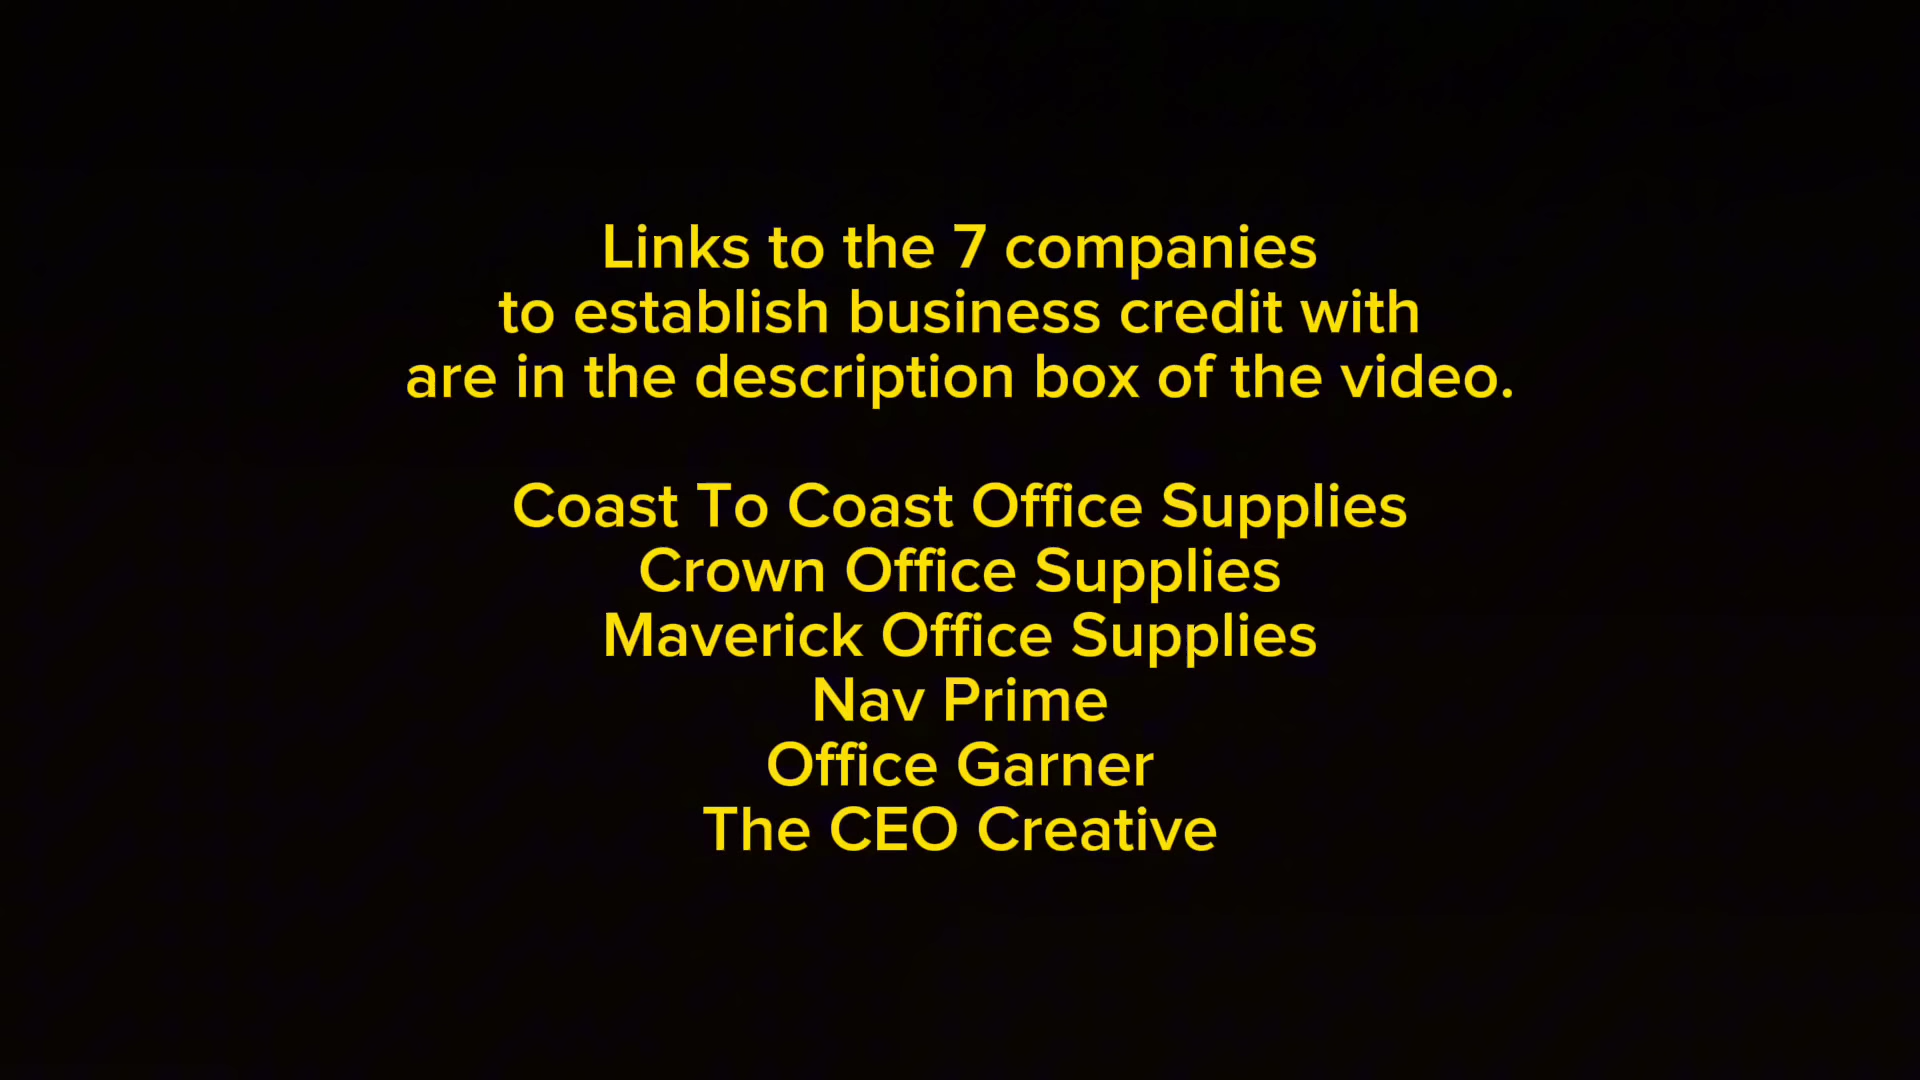 Links to the 7 companies
to establish business credit with
are in the description box of the video.
Coast To Coast Office Supplies
Crown Office Supplies
Maverick Office Supplies
Nav Prime
Office Garner
The CEO Creative